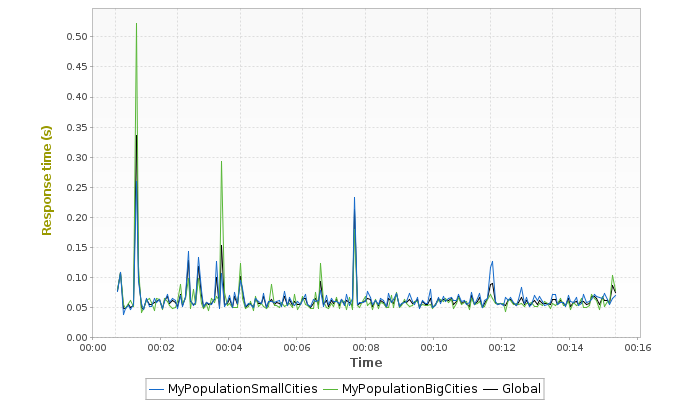 0.50
0.45
0.40
0.35
0.30
0.25
0.20
0.15
0.10
0.05
0.00
Response time (s)
00:00 00:02 00:04 00:06 00:08 00:10 00:12 00:14 00:16
Time
MyPopulationSmallCities MyPopulationBigCities Global